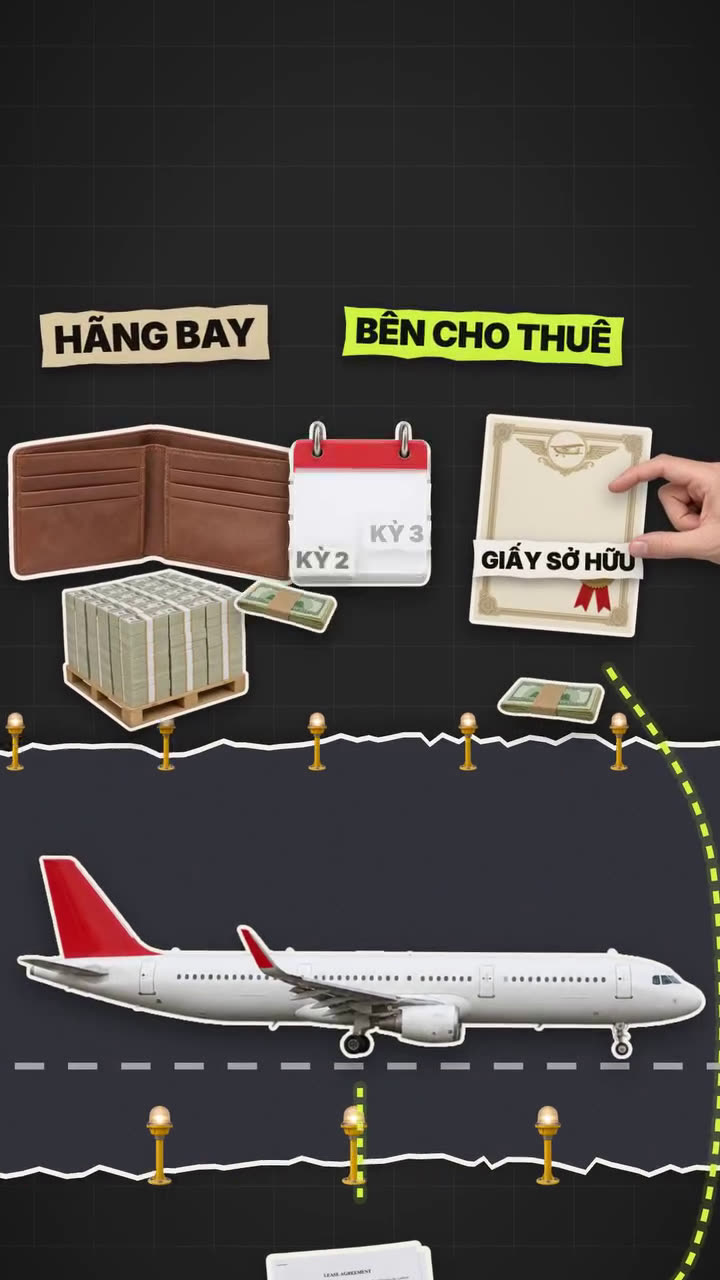 HÃNG BAY
BÊN CHO THUÊ
KỲ 3
KỲ 2
GIẤY SỞ HỮU
LEASE AGREEMENT